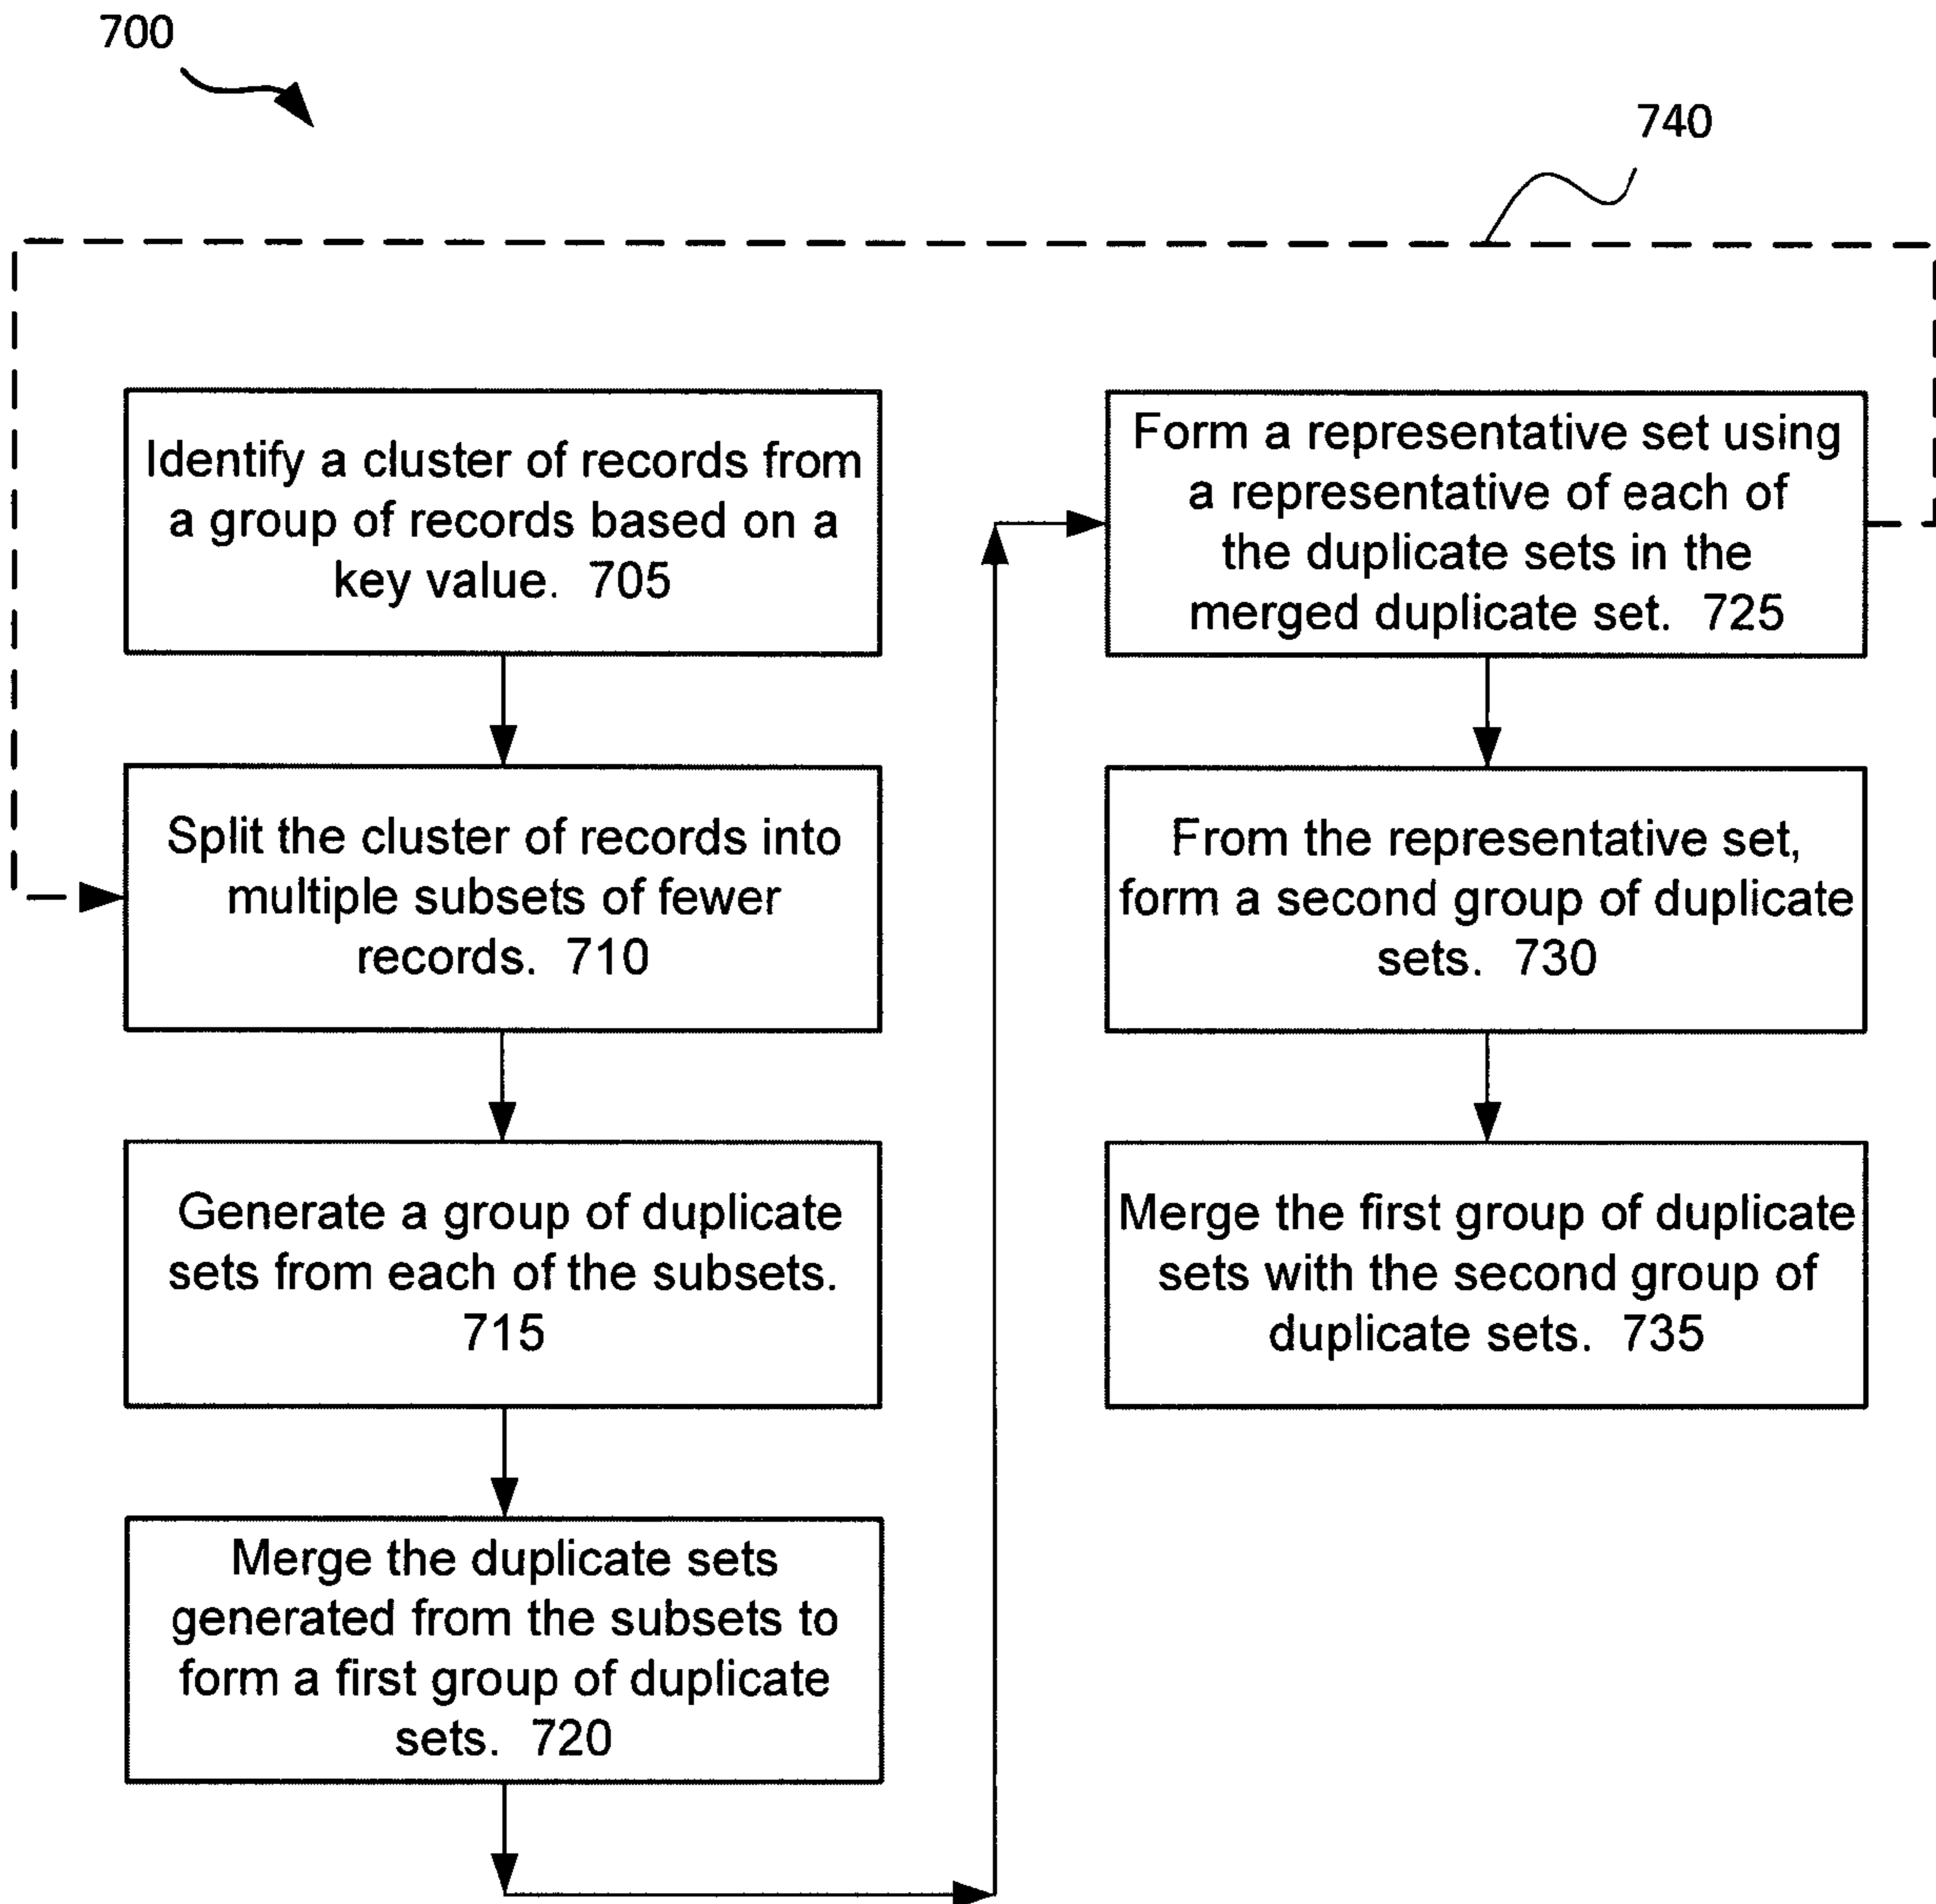 700
740
Identify a cluster of records from
a group of records based on a
key value. 705
Split the cluster of records into
multiple subsets of fewer
records. 710
Generate a group of duplicate
sets from each of the subsets.
715
Merge the duplicate sets
generated from the subsets to
form a first group of duplicate
sets. 720
Form a representative set using
a representative of each of
the duplicate sets in the
merged duplicate set. 725
From the representative set,
form a second group of duplicate
sets. 730
Merge the first group of duplicate
sets with the second group of
duplicate sets. 735